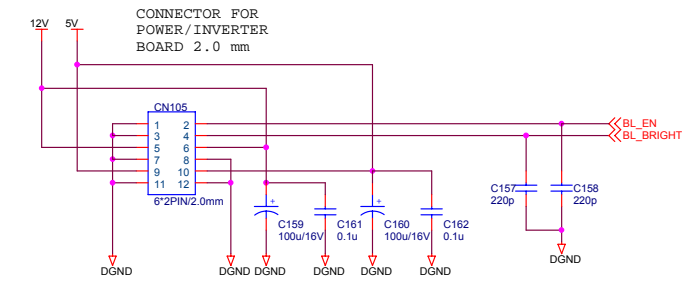 CONNECTOR FOR
POWER/INVERTER
BOARD 2.0 mm
12V 5V
CN105
1 2
3 4
5 6
7 8
9 10
11 12
6*2PIN/2.0mm
BL_EN
BL_BRIGHT
C157
220p
C158
220p
+
C159
100u/16V
C161
0.1u
+
C160
100u/16V
C162
0.1u
DGND
DGND DGND DGND DGND DGND DGND